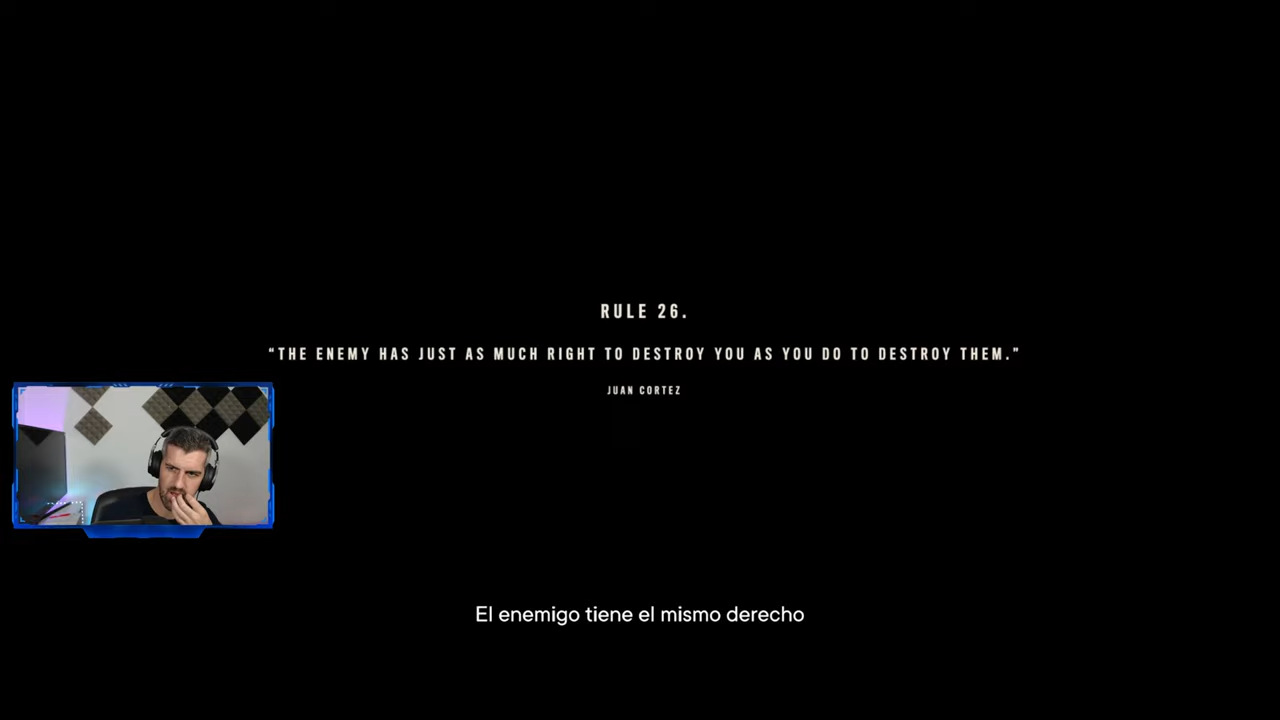 RULE 26.
“THE ENEMY HAS JUST AS MUCH RIGHT TO DESTROY YOU AS YOU DO TO DESTROY THEM.”
JUAN CORTEZ
El enemigo tiene el mismo derecho